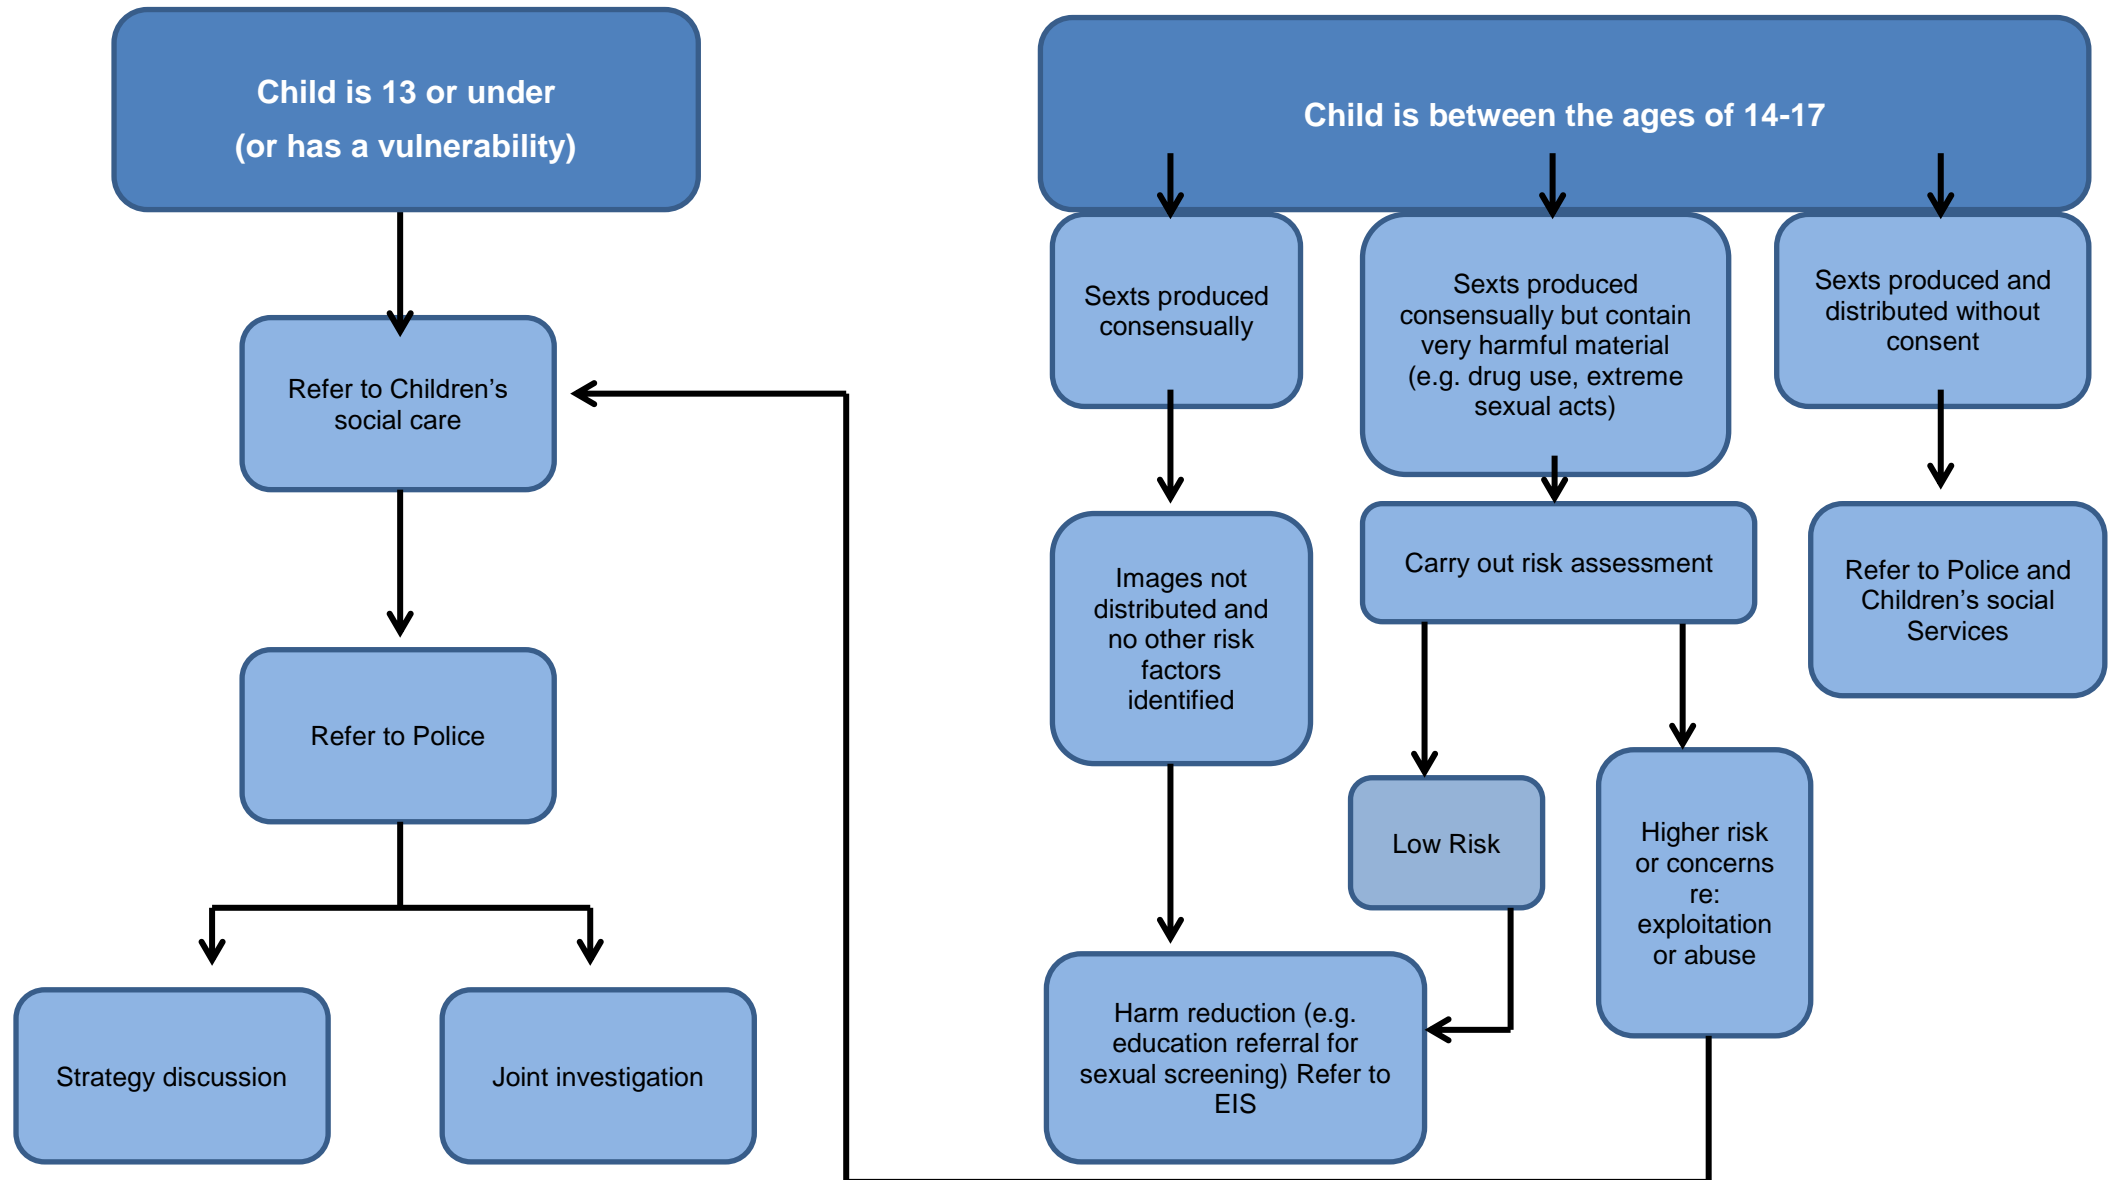 Child is 13 or under
(or has a vulnerability)
Refer to Children’s
social care
Refer to Police
Strategy discussion
Joint investigation
Child is between the ages of 14-17
Sexts produced
consensually
Images not
distributed and
no other risk
factors
identified
Harm reduction (e.g.
education referral for
sexual screening) Refer to
EIS
Sexts produced
consensually but contain
very harmful material
(e.g. drug use, extreme
sexual acts)
Carry out risk assessment
Low Risk
Higher risk
or concerns
re:
exploitation
or abuse
Sexts produced and
distributed without
consent
Refer to Police and
Children’s social
Services